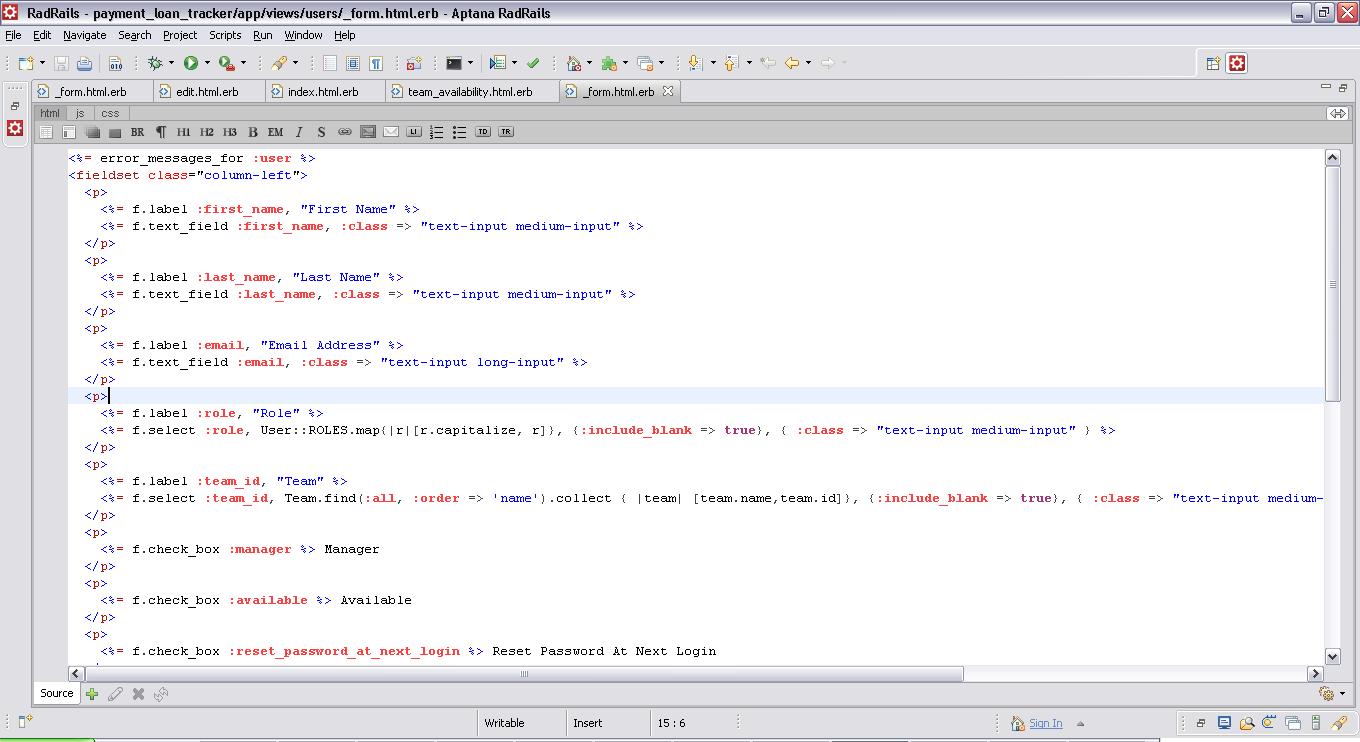 RadRails - payment_loan_tracker/app/views/users/_form.html.erb - Aptana RadRails
File Edit Navigate Search Project Scripts Run Window Help
_form.html.erb edit.html.erb index.html.erb team_availability.html.erb _form.html.erb
html js css
BR ¶ H1 H2 H3 B EM I S LI TD TR
<%= error_messages_for :user %>
<fieldset class="column-left">
  <p>
    <%= f.label :first_name, "First Name" %>
    <%= f.text_field :first_name, :class => "text-input medium-input" %>
  </p>
  <p>
    <%= f.label :last_name, "Last Name" %>
    <%= f.text_field :last_name, :class => "text-input medium-input" %>
  </p>
  <p>
    <%= f.label :email, "Email Address" %>
    <%= f.text_field :email, :class => "text-input long-input" %>
  </p>
  <p>
    <%= f.label :role, "Role" %>
    <%= f.select :role, User::ROLES.map{|r|[r.capitalize, r]}, {:include_blank => true}, { :class => "text-input medium-input" } %>
  </p>
  <p>
    <%= f.label :team_id, "Team" %>
    <%= f.select :team_id, Team.find(:all, :order => 'name').collect { |team| [team.name,team.id]}, {:include_blank => true}, { :class => "text-input medium-
  </p>
  <p>
    <%= f.check_box :manager %> Manager
  </p>
  <p>
    <%= f.check_box :available %> Available
  </p>
  <p>
    <%= f.check_box :reset_password_at_next_login %> Reset Password At Next Login
Source
Writable Insert 15 : 6 Sign In